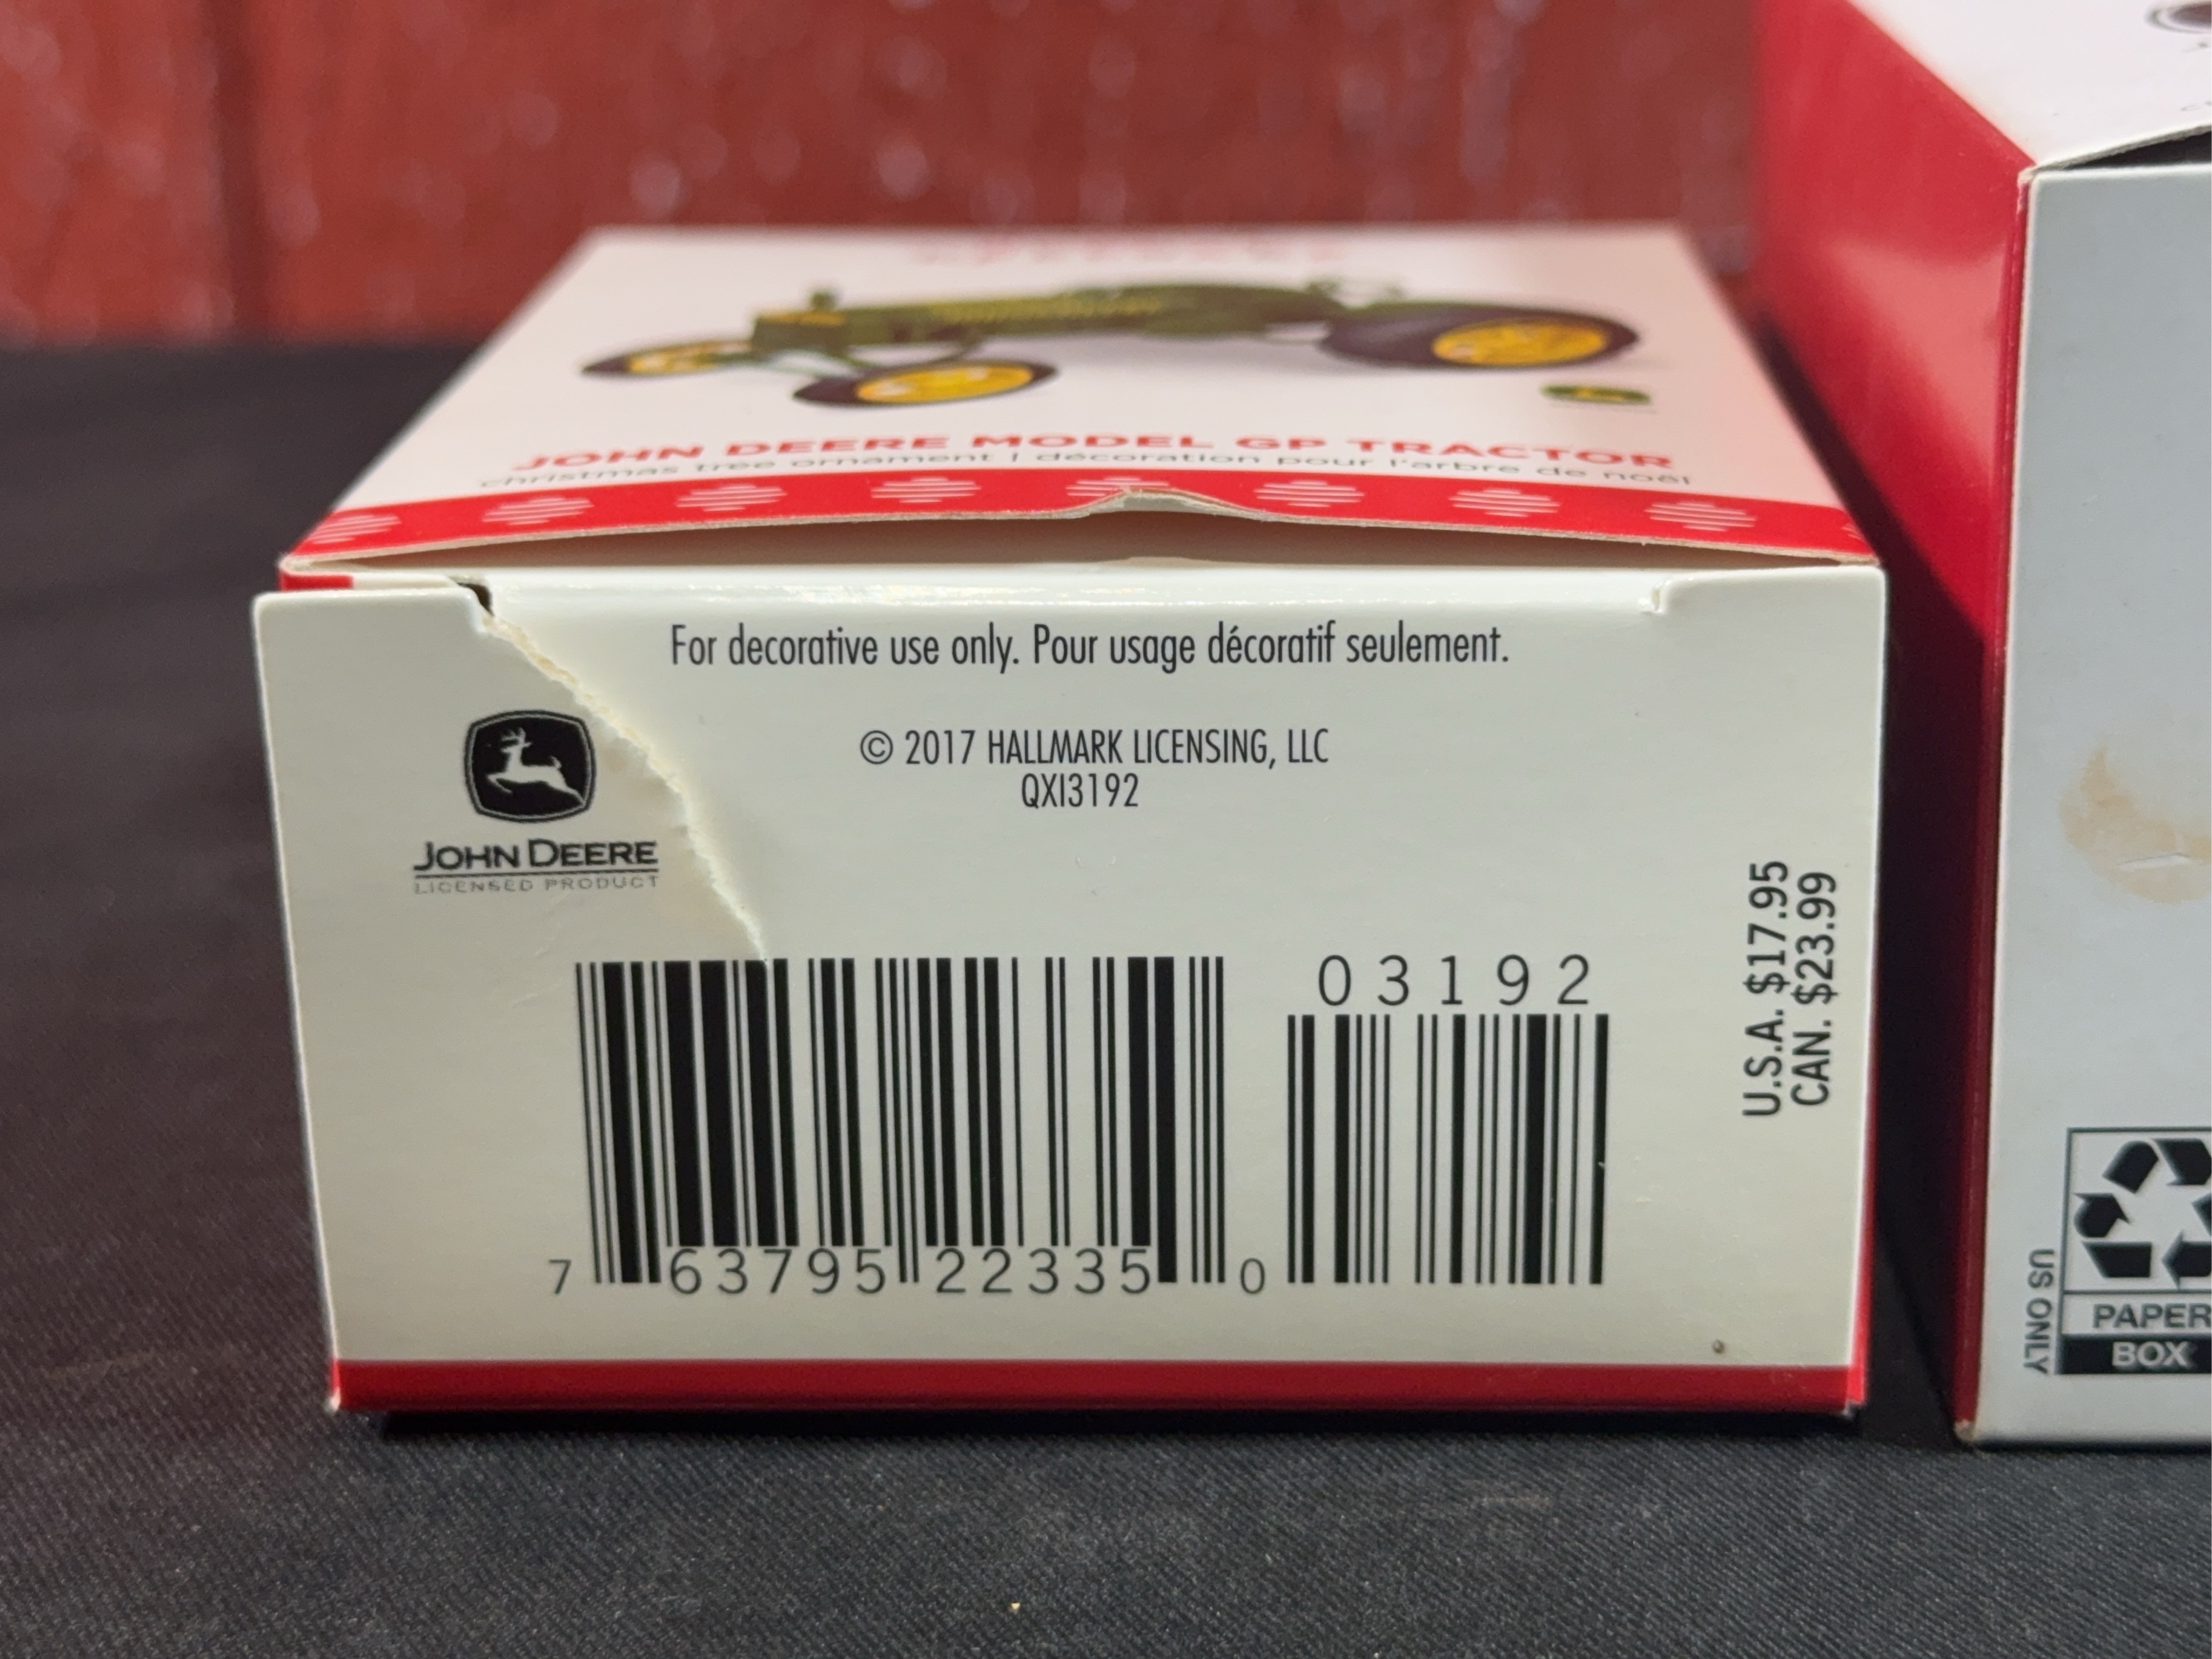 JOHN DEERE MODEL GP TRACTOR
christmas tree ornament | décoration pour l'arbre de noël
For decorative use only. Pour usage décoratif seulement.
© 2017 HALLMARK LICENSING, LLC
QXI3192
JOHN DEERE
LICENSED PRODUCT
U.S.A. $17.95
CAN. $23.99
03192
7 63795 22335 0
US ONLY
PAPER
BOX